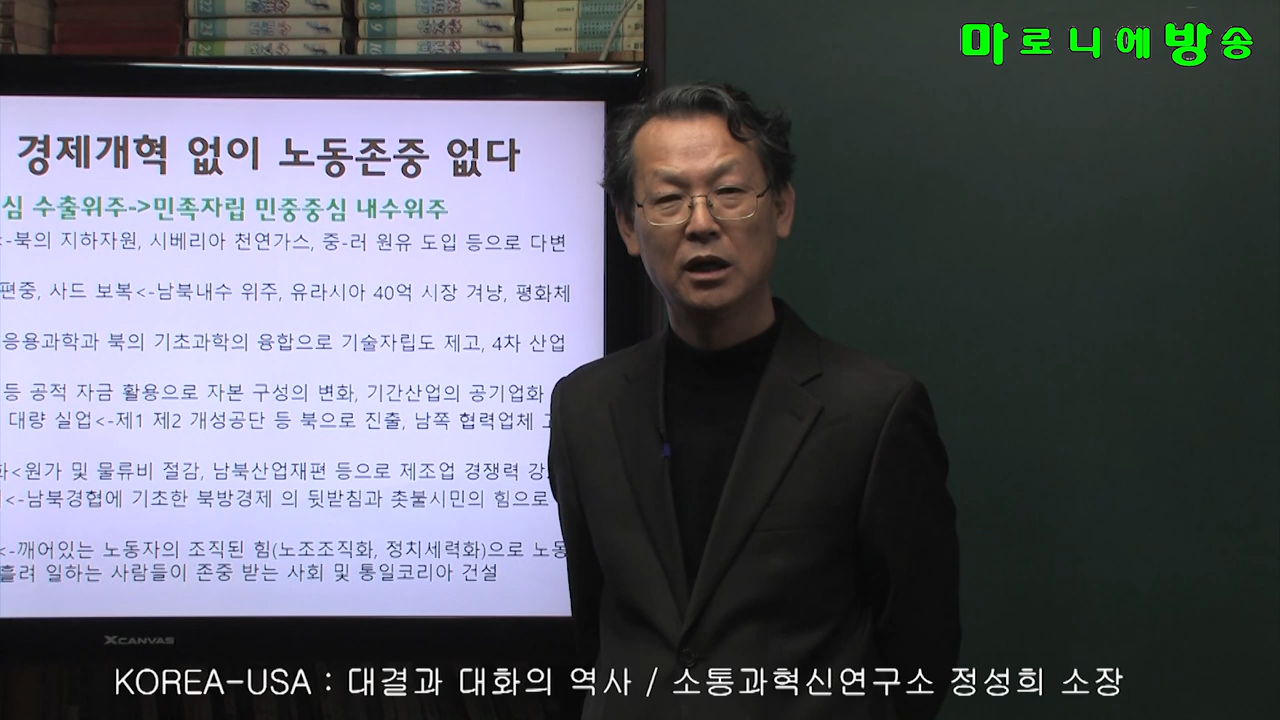 마로니에방송
경제개혁 없이 노동존중 없다
심 수출위주->민족자립 민중중심 내수위주
<-북의 지하자원, 시베리아 천연가스, 중-러 원유 도입 등으로 다변
편중, 사드 보복<-남북내수 위주, 유라시아 40억 시장 겨냥, 평화체
응용과학과 북의 기초과학의 융합으로 기술자립도 제고, 4차 산업
등 공적 자금 활용으로 자본 구성의 변화, 기간산업의 공기업화
대량 실업<-제1 제2 개성공단 등 북으로 진출, 남쪽 협력업체
화<원가 및 물류비 절감, 남북산업재편 등으로 제조업 경쟁력 강
<-남북경협에 기초한 북방경제 의 뒷받침과 촛불시민의 힘으로
<-깨어있는 노동자의 조직된 힘(노조조직화, 정치세력화)으로 노동
흘려 일하는 사람들이 존중 받는 사회 및 통일코리아 건설
XCANVAS
KOREA-USA : 대결과 대화의 역사 / 소통과혁신연구소 정성희 소장